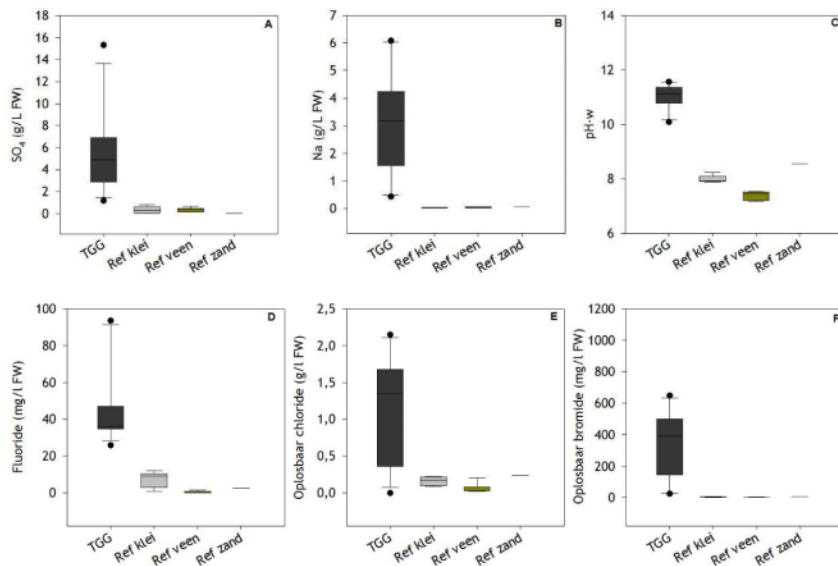 A
SO4 (g/L FW)
18
16
14
12
10
8
6
4
2
0
TGG
Ref klei
Ref veen
Ref zand
B
Na (g/L FW)
7
6
5
4
3
2
1
0
TGG
Ref klei
Ref veen
Ref zand
C
pH-w
14
12
10
8
6
TGG
Ref klei
Ref veen
Ref zand
D
Fluoride (mg/l FW)
100
80
60
40
20
0
TGG
Ref klei
Ref veen
Ref zand
E
Oplosbaar chloride (g/l FW)
2,5
2,0
1,5
1,0
0,5
0,0
TGG
Ref klei
Ref veen
Ref zand
F
Oplosbaar bromide (mg/l FW)
1200
1000
800
600
400
200
0
TGG
Ref klei
Ref veen
Ref zand